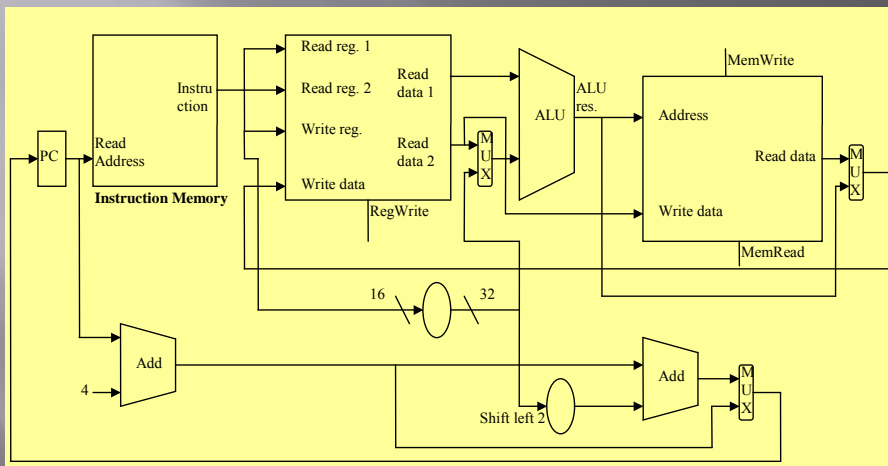 MemWrite
Read reg. 1
Instru
ction
Read
data 1
Read reg. 2
ALU
res.
ALU
Address
Write reg.
PC
Read
Address
Read
data 2
M
U
X
Read data
M
U
X
Write data
Instruction Memory
RegWrite
Write data
MemRead
16
32
Add
4
Add
M
U
X
Shift left 2